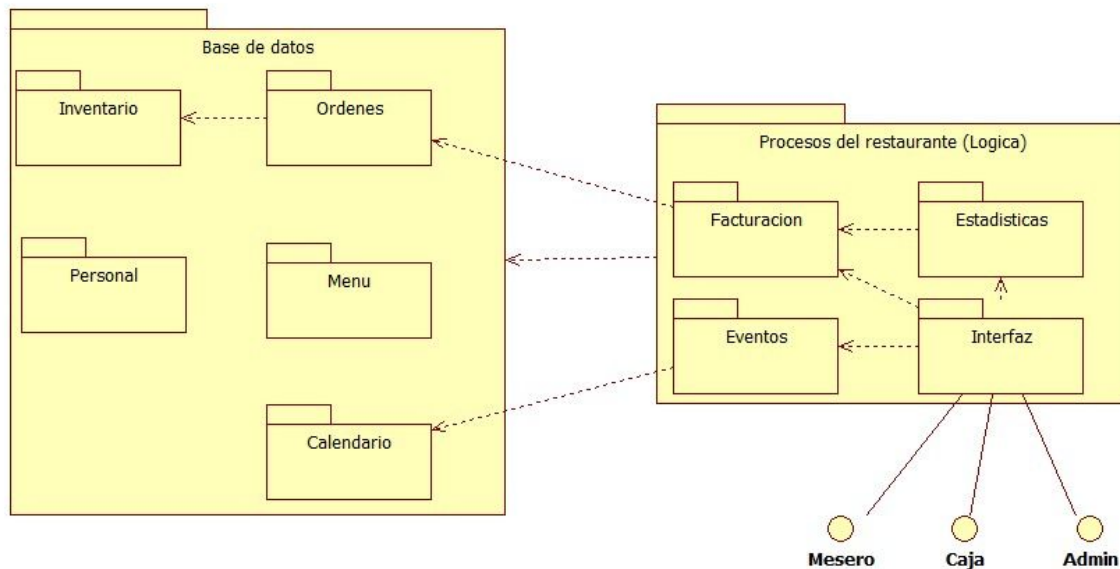 Base de datos
Inventario
Ordenes
Personal
Menu
Calendario
Procesos del restaurante (Logica)
Facturacion
Estadisticas
Eventos
Interfaz
Mesero
Caja
Admin